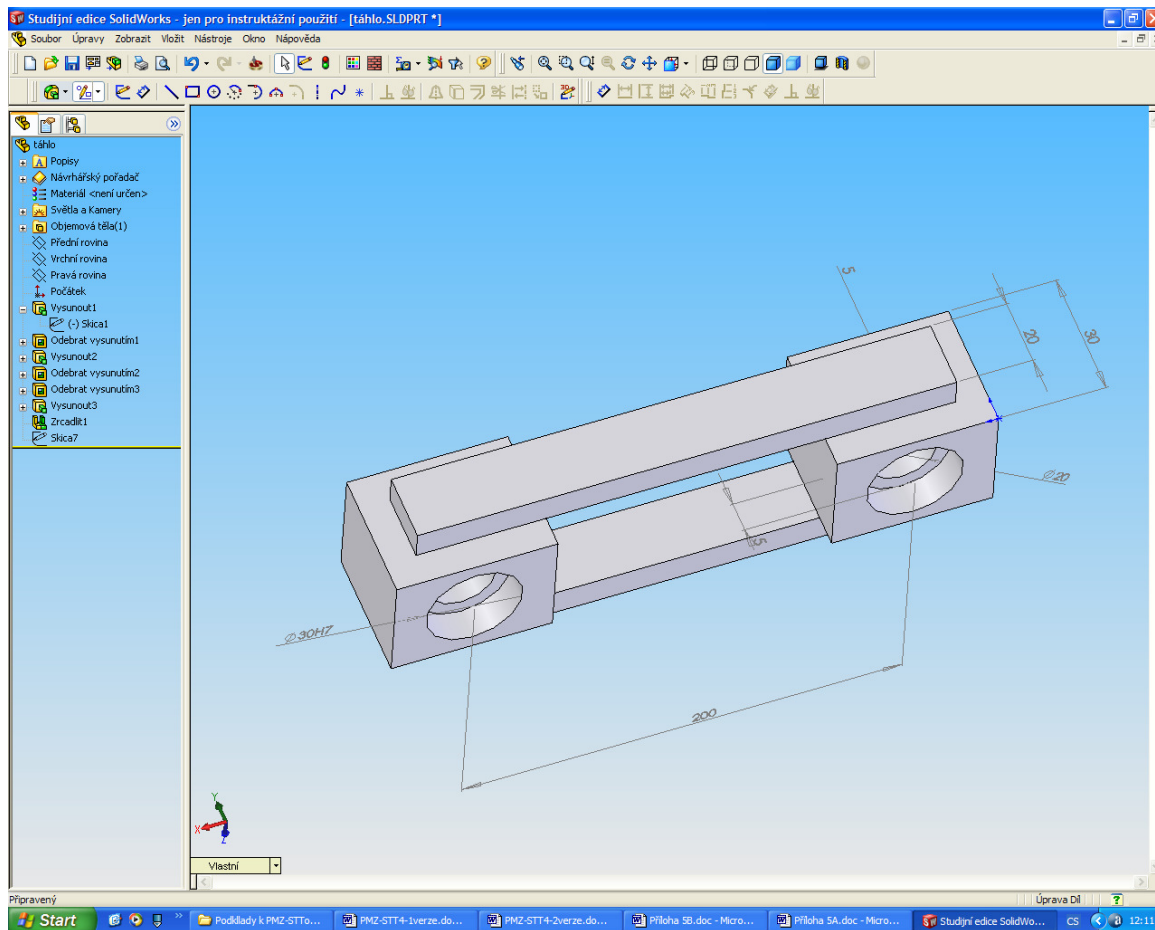 Studijní edice SolidWorks - jen pro instruktážní použití - [táhlo.SLDPRT *]
Soubor Úpravy Zobrazit Vložit Nástroje Okno Nápověda
táhlo
Popisy
Návrhářský pořadač
Materiál <není určen>
Světla a Kamery
Objemová těla(1)
Přední rovina
Vrchní rovina
Pravá rovina
Počátek
Vysunout1
(-) Skica1
Odebrat vysunutím1
Vysunout2
Odebrat vysunutím2
Odebrat vysunutím3
Vysunout3
Zrcadlit1
Skica7
5
20
30
Ø20
15
Ø30H7
200
Y
X
Z
Vlastní
Připravený
Úprava Díl
Start
Podkllady k PMZ-STTo...
PMZ-STT4-1verze.do...
PMZ-STT4-2verze.do...
Příloha 5B.doc - Micro...
Příloha 5A.doc - Micro...
Studijní edice SolidWo...
CS
12:11